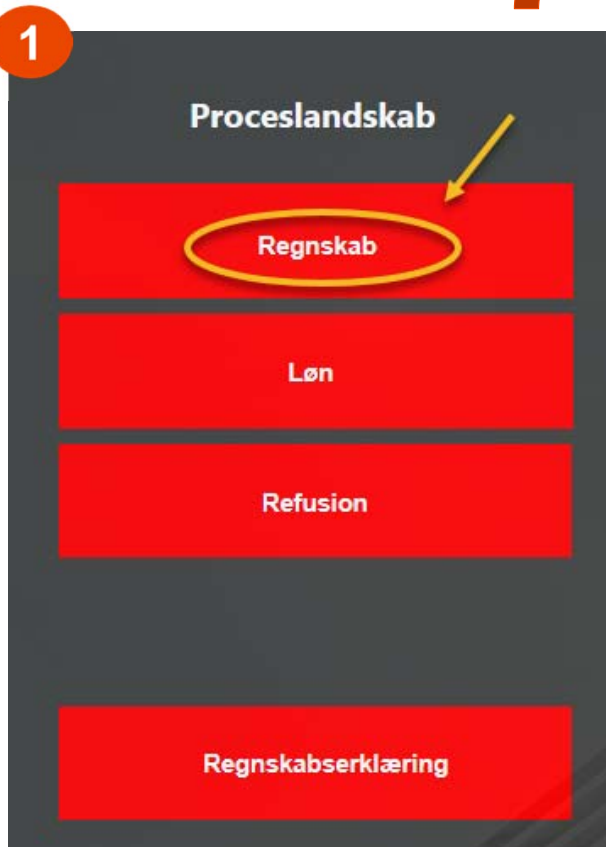 1
Proceslandskab
Regnskab
Løn
Refusion
Regnskabserklæring